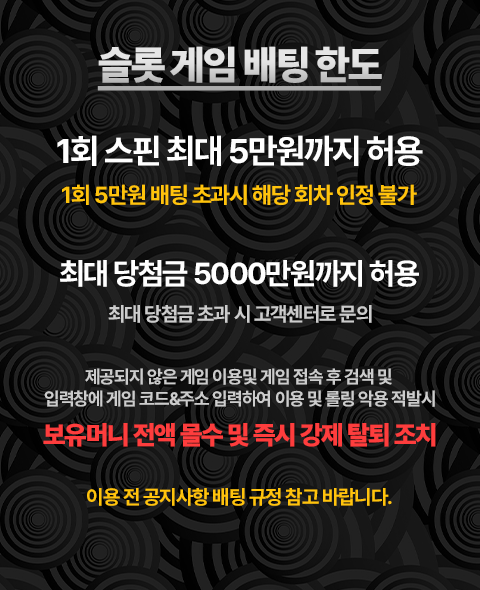 슬롯 게임 배팅 한도
1회 스핀 최대 5만원까지 허용
1회 5만원 배팅 초과시 해당 회차 인정 불가
최대 당첨금 5000만원까지 허용
최대 당첨금 초과 시 고객센터로 문의
제공되지 않은 게임 이용및 게임 접속 후 검색 및
입력창에 게임 코드&주소 입력하여 이용 및 롤링 악용 적발시
보유머니 전액 몰수 및 즉시 강제 탈퇴 조치
이용 전 공지사항 배팅 규정 참고 바랍니다.